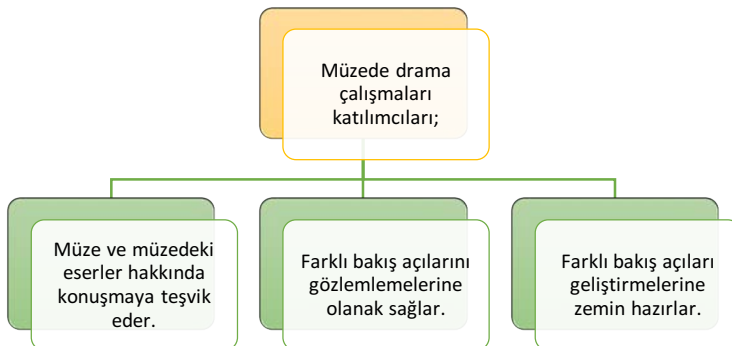 Müzede drama
çalışmaları
katılımcıları;
Müze ve müzedeki
eserler hakkında
konuşmaya teşvik
eder.
Farklı bakış açılarını
gözlemlemelerine
olanak sağlar.
Farklı bakış açıları
geliştirmelerine
zemin hazırlar.